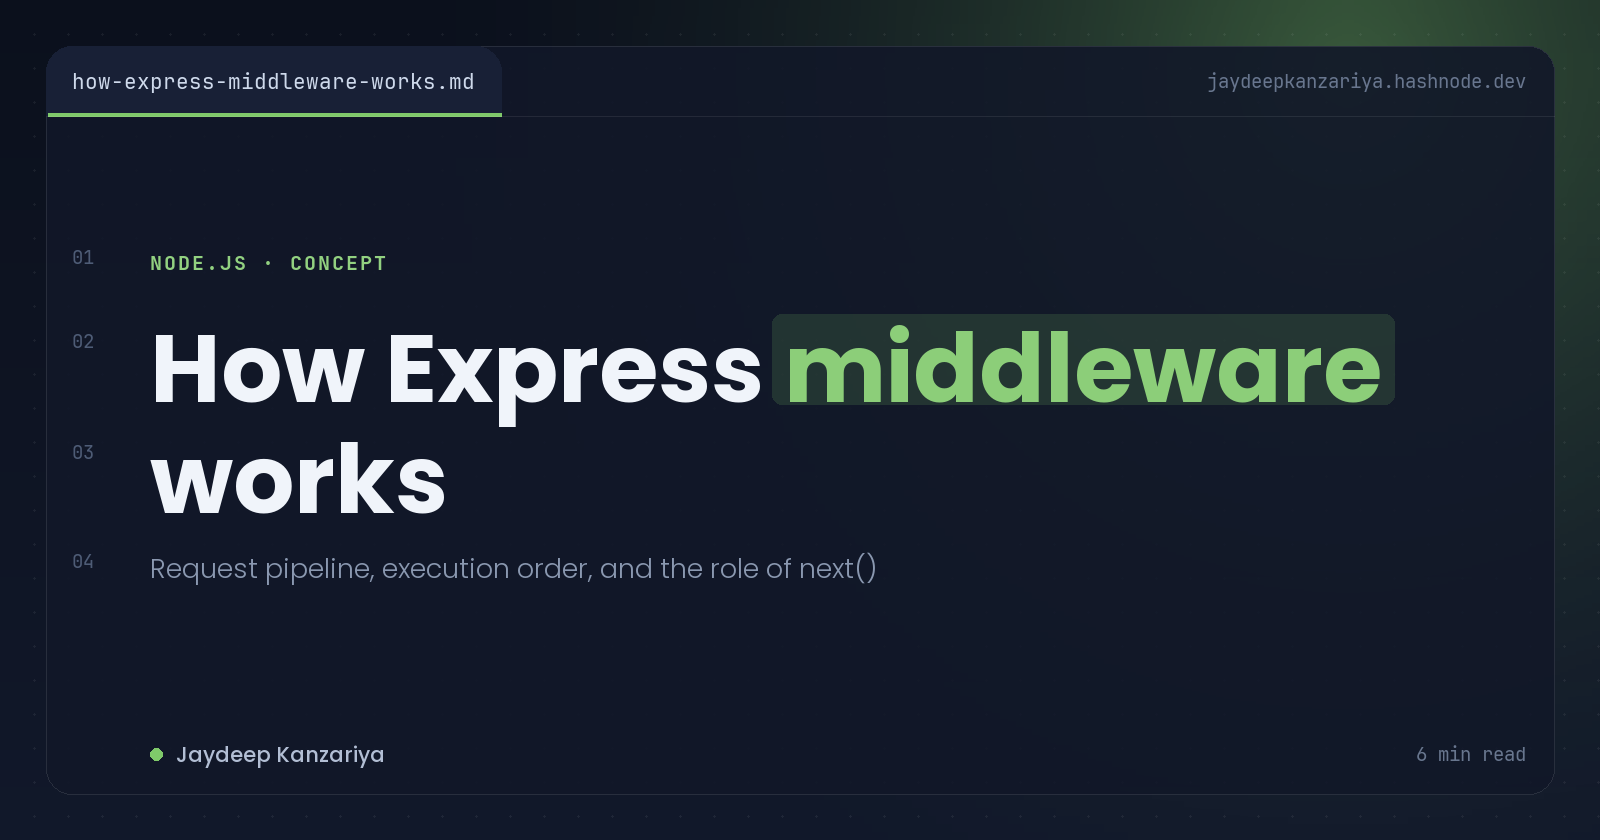 how-express-middleware-works.md
jaydeepkanzariya.hashnode.dev
01
NODE.JS · CONCEPT
02
How Express middleware
03
works
04
Request pipeline, execution order, and the role of next()
Jaydeep Kanzariya
6 min read